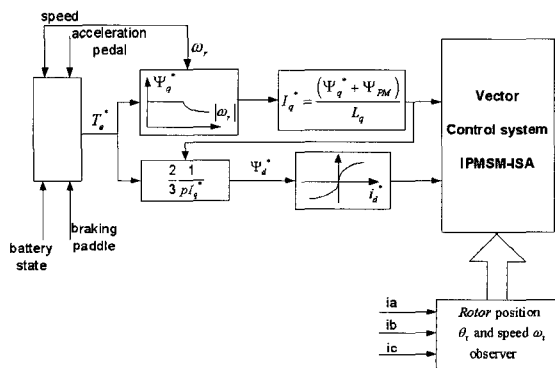 speed
acceleration
pedal
ω_r
Ψ_q*
|ω_r|
T_e*
I_q* = (Ψ_q* + Ψ_PM) / L_q
Vector
Control system
IPMSM-ISA
2/3 1/(pI_q*)
Ψ_d*
i_d*
braking
paddle
battery
state
ia
ib
ic
Rotor position
θ_r and speed ω_r
observer